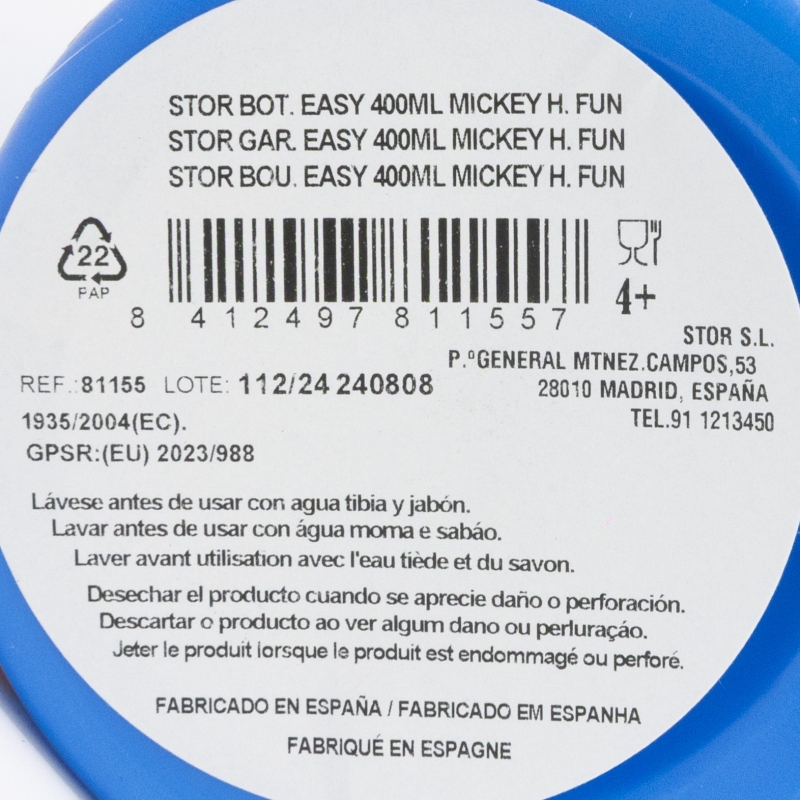 STOR BOT. EASY 400ML MICKEY H. FUN
STOR GAR. EASY 400ML MICKEY H. FUN
STOR BOU. EASY 400ML MICKEY H. FUN
22
PAP
8 412497 811557
4+
STOR S.L.
P.ºGENERAL MTNEZ.CAMPOS,53
28010 MADRID, ESPAÑA
TEL.91 1213450
REF.:81155 LOTE: 112/24 240808
1935/2004(EC).
GPSR:(EU) 2023/988
Lávese antes de usar con agua tibia y jabón.
Lavar antes de usar con água moma e sabáo.
Laver avant utilisation avec l'eau tiède et du savon.
Desechar el producto cuando se aprecie daño o perforación.
Descartar o producto ao ver algum dano ou perluração.
Jeter le produit lorsque le produit est endommagé ou perforé.
FABRICADO EN ESPAÑA / FABRICADO EM ESPANHA
FABRIQUÉ EN ESPAGNE